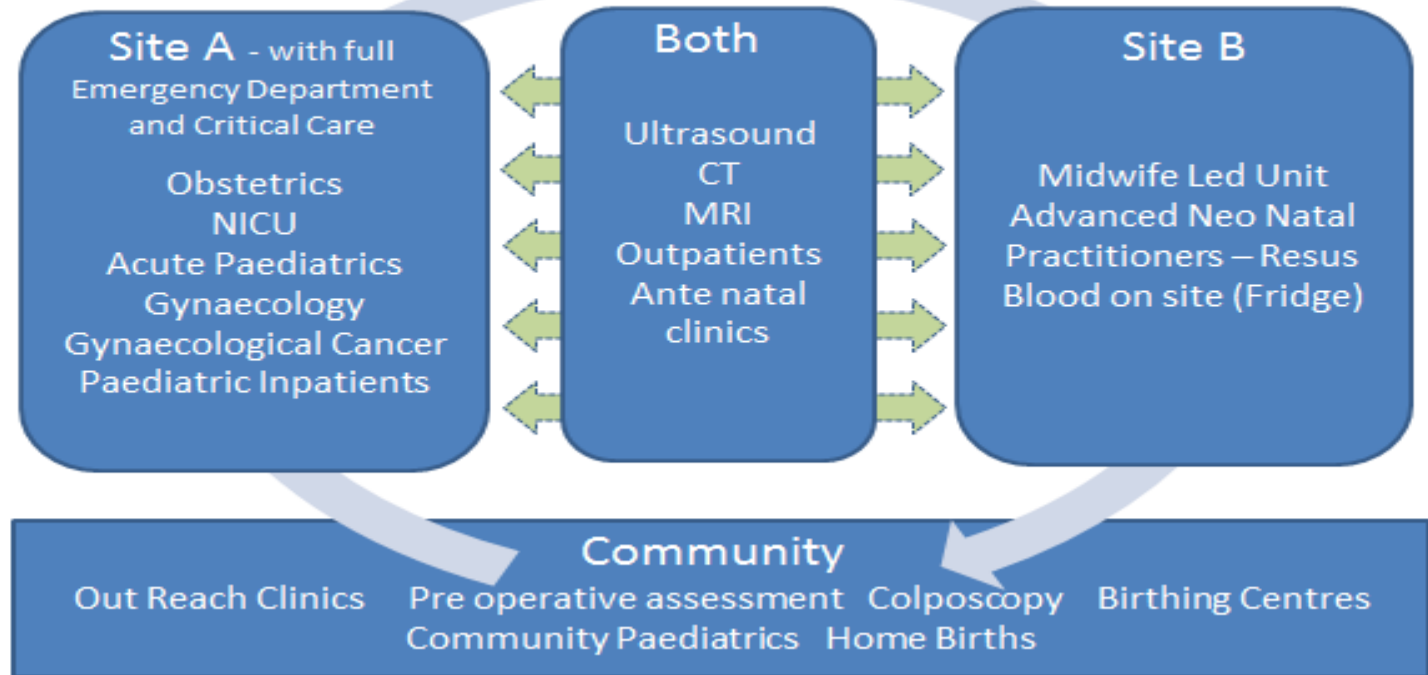 Site A - with full
Emergency Department
and Critical Care
Obstetrics
NICU
Acute Paediatrics
Gynaecology
Gynaecological Cancer
Paediatric Inpatients
Both
Ultrasound
CT
MRI
Outpatients
Ante natal
clinics
Site B
Midwife Led Unit
Advanced Neo Natal
Practitioners – Resus
Blood on site (Fridge)
Community
Out Reach Clinics Pre operative assessment Colposcopy Birthing Centres
Community Paediatrics Home Births